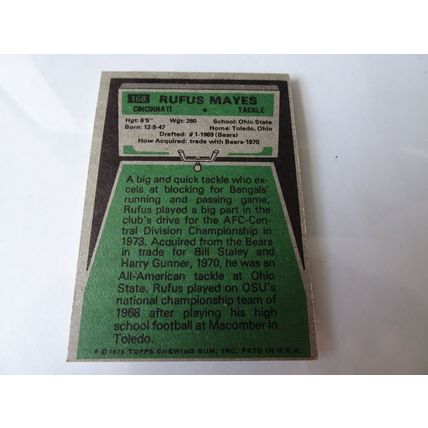 168 RUFUS MAYES
CINCINNATI • TACKLE
Hgt: 6'5" Wgt: 260 School: Ohio State
Born: 12-5-47 Home: Toledo, Ohio
Drafted: #1-1969 (Bears)
How Acquired: trade with Bears-1970
A big and quick tackle who ex-
cels at blocking for Bengals'
running and passing game,
Rufus played a big part in the
club's drive for the AFC-Cen-
tral Division Championship in
1973. Acquired from the Bears
in trade for Bill Staley and
Harry Gunner, 1970, he was an
All-American tackle at Ohio
State. Rufus played on OSU's
national championship team of
1968 after playing his high
school football at Macomber in
Toledo.
* © 1975 TOPPS CHEWING GUM, INC. PRTD IN U.S.A.